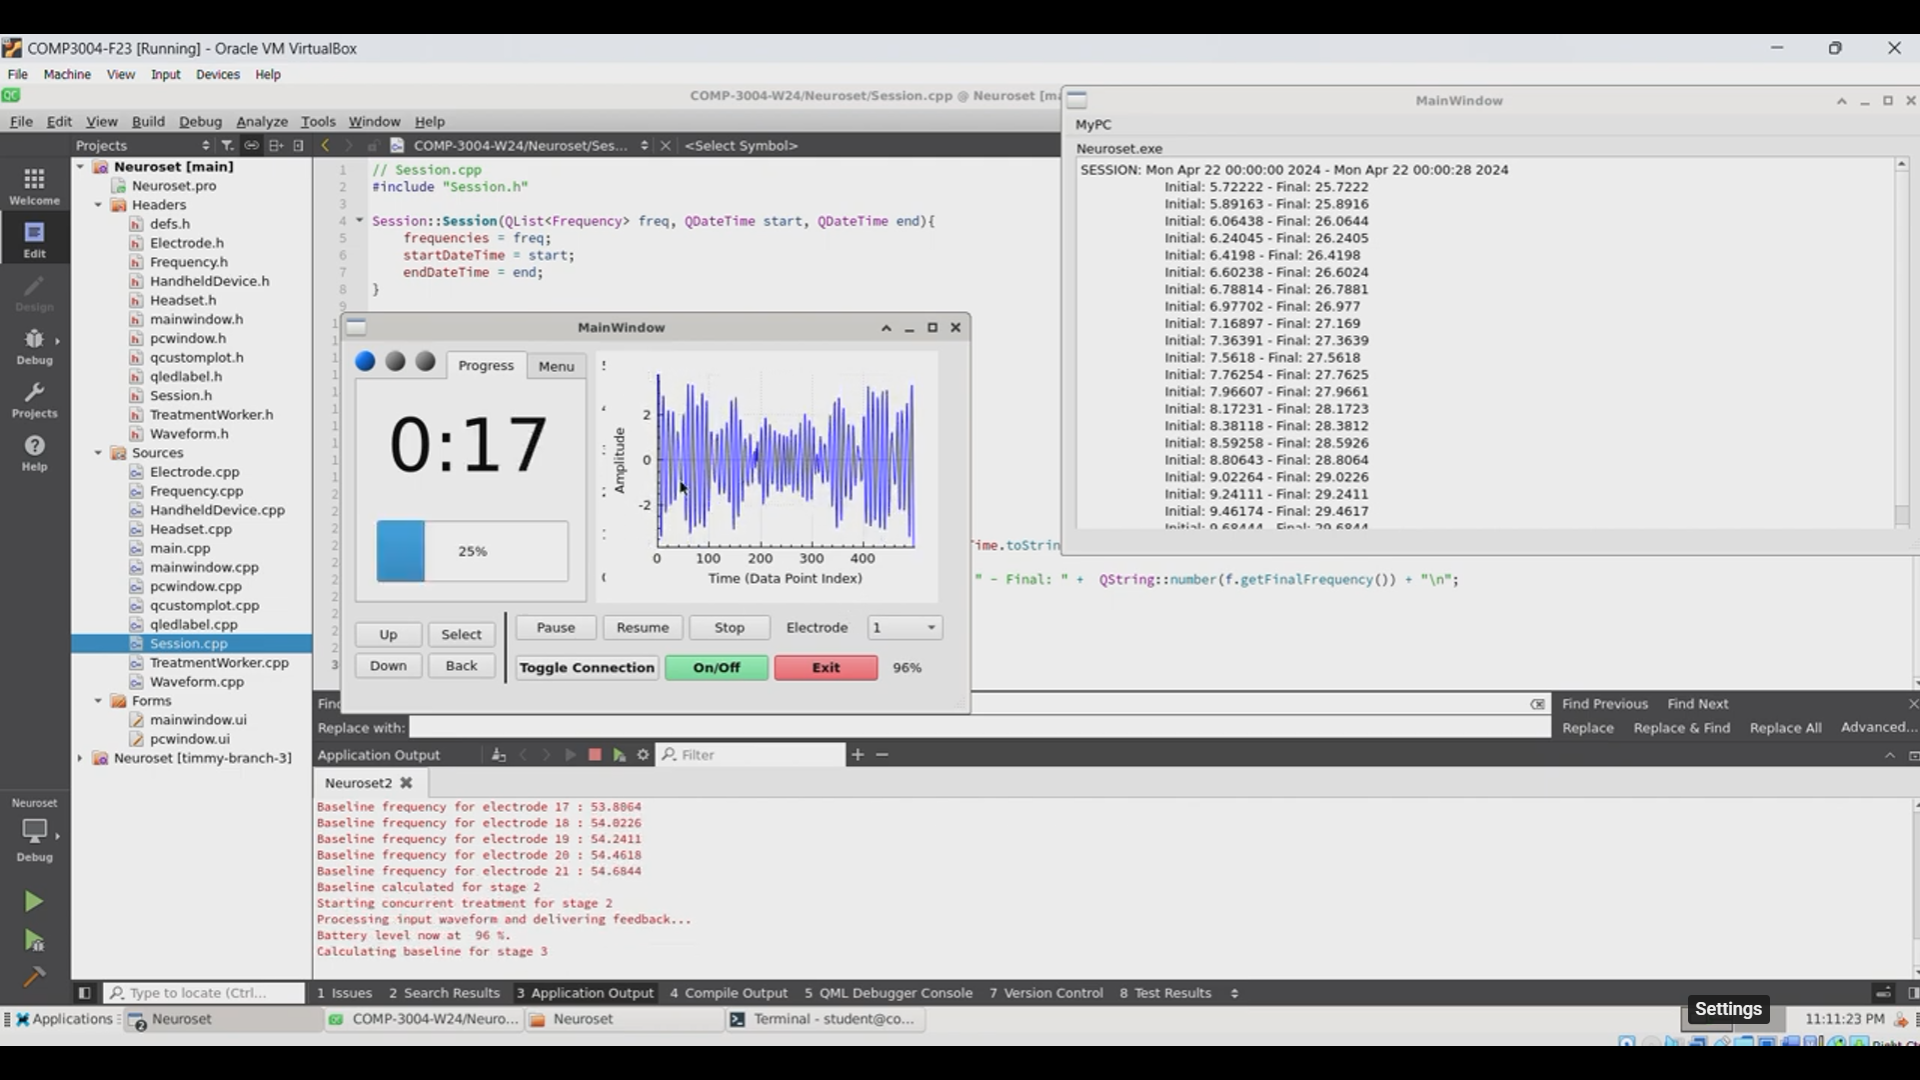 COMP3004-F23 [Running] - Oracle VM VirtualBox
File Machine View Input Devices Help
COMP-3004-W24/Neuroset/Session.cpp @ Neuroset [ma
File Edit View Build Debug Analyze Tools Window Help
Projects
COMP-3004-W24/Neuroset/Ses... <Select Symbol>
Welcome
Edit
Design
Debug
Projects
Help
Neuroset
Debug
Neuroset [main]
Neuroset.pro
Headers
defs.h
Electrode.h
Frequency.h
HandheldDevice.h
Headset.h
mainwindow.h
pcwindow.h
qcustomplot.h
qledlabel.h
Session.h
TreatmentWorker.h
Waveform.h
Sources
Electrode.cpp
Frequency.cpp
HandheldDevice.cpp
Headset.cpp
main.cpp
mainwindow.cpp
pcwindow.cpp
qcustomplot.cpp
qledlabel.cpp
Session.cpp
TreatmentWorker.cpp
Waveform.cpp
Forms
mainwindow.ui
pcwindow.ui
Neuroset [timmy-branch-3]
1 // Session.cpp
2 #include "Session.h"
3
4 Session::Session(QList<Frequency> freq, QDateTime start, QDateTime end){
5 frequencies = freq;
6 startDateTime = start;
7 endDateTime = end;
8 }
9
ime.toStrin
" - Final: " + QString::number(f.getFinalFrequency()) + "\n";
MainWindow
Progress Menu
0:17
25%
Amplitude
2
0
-2
0 100 200 300 400
Time (Data Point Index)
Up Select
Down Back
Pause Resume Stop Electrode 1
Toggle Connection On/Off Exit 96%
MainWindow
MyPC
Neuroset.exe
SESSION: Mon Apr 22 00:00:00 2024 - Mon Apr 22 00:00:28 2024
Initial: 5.72222 - Final: 25.7222
Initial: 5.89163 - Final: 25.8916
Initial: 6.06438 - Final: 26.0644
Initial: 6.24045 - Final: 26.2405
Initial: 6.4198 - Final: 26.4198
Initial: 6.60238 - Final: 26.6024
Initial: 6.78814 - Final: 26.7881
Initial: 6.97702 - Final: 26.977
Initial: 7.16897 - Final: 27.169
Initial: 7.36391 - Final: 27.3639
Initial: 7.5618 - Final: 27.5618
Initial: 7.76254 - Final: 27.7625
Initial: 7.96607 - Final: 27.9661
Initial: 8.17231 - Final: 28.1723
Initial: 8.38118 - Final: 28.3812
Initial: 8.59258 - Final: 28.5926
Initial: 8.80643 - Final: 28.8064
Initial: 9.02264 - Final: 29.0226
Initial: 9.24111 - Final: 29.2411
Initial: 9.46174 - Final: 29.4617
Initial: 9.68444 - Final: 29.6844
Find Previous Find Next
Replace with:
Replace Replace & Find Replace All Advanced...
Application Output
Filter
Neuroset2
Baseline frequency for electrode 17 : 53.8064
Baseline frequency for electrode 18 : 54.0226
Baseline frequency for electrode 19 : 54.2411
Baseline frequency for electrode 20 : 54.4618
Baseline frequency for electrode 21 : 54.6844
Baseline calculated for stage 2
Starting concurrent treatment for stage 2
Processing input waveform and delivering feedback...
Battery level now at 96 %.
Calculating baseline for stage 3
Type to locate (Ctrl... 1 Issues 2 Search Results 3 Application Output 4 Compile Output 5 QML Debugger Console 7 Version Control 8 Test Results
Settings
Applications Neuroset COMP-3004-W24/Neuro... Neuroset Terminal - student@co... 11:11:23 PM